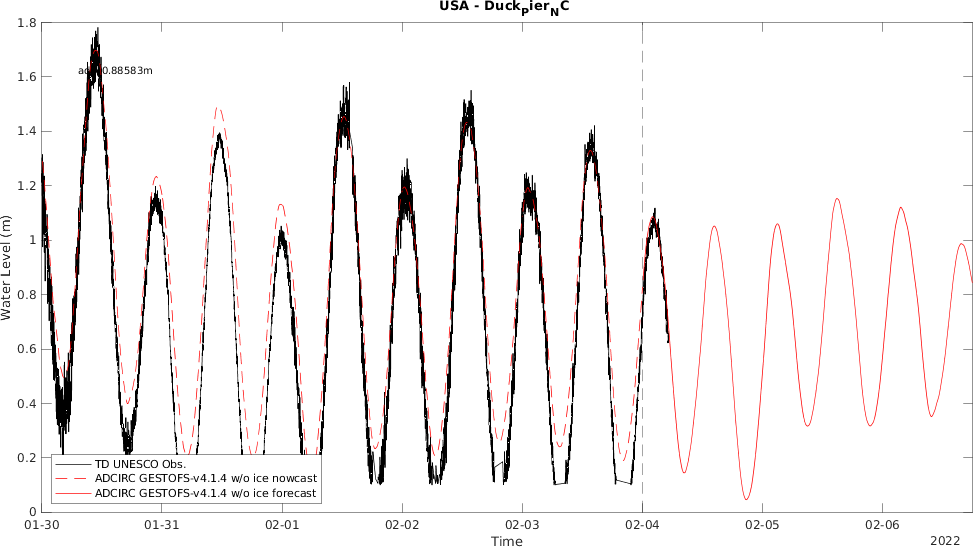 USA - DuckPierNC
1.8
1.6
1.4
1.2
1
0.8
0.6
0.4
0.2
0
Water Level (m)
0.88583m
TD UNESCO Obs.
ADCIRC GESTOFS-v4.1.4 w/o ice nowcast
ADCIRC GESTOFS-v4.1.4 w/o ice forecast
01-30 01-31 02-01 02-02 02-03 02-04 02-05 02-06
Time
2022